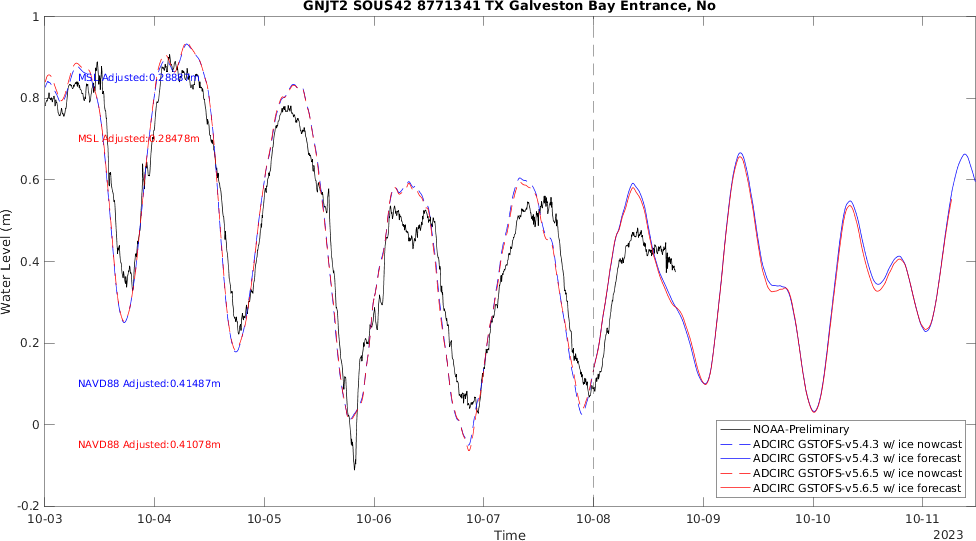 GNJT2 SOUS42 8771341 TX Galveston Bay Entrance, No
Water Level (m)
1
0.8
0.6
0.4
0.2
0
-0.2
MSL Adjusted:0.28887m
MSL Adjusted:0.28478m
NAVD88 Adjusted:0.41487m
NAVD88 Adjusted:0.41078m
NOAA-Preliminary
ADCIRC GSTOFS-v5.4.3 w/ ice nowcast
ADCIRC GSTOFS-v5.4.3 w/ ice forecast
ADCIRC GSTOFS-v5.6.5 w/ ice nowcast
ADCIRC GSTOFS-v5.6.5 w/ ice forecast
10-03 10-04 10-05 10-06 10-07 10-08 10-09 10-10 10-11
Time
2023